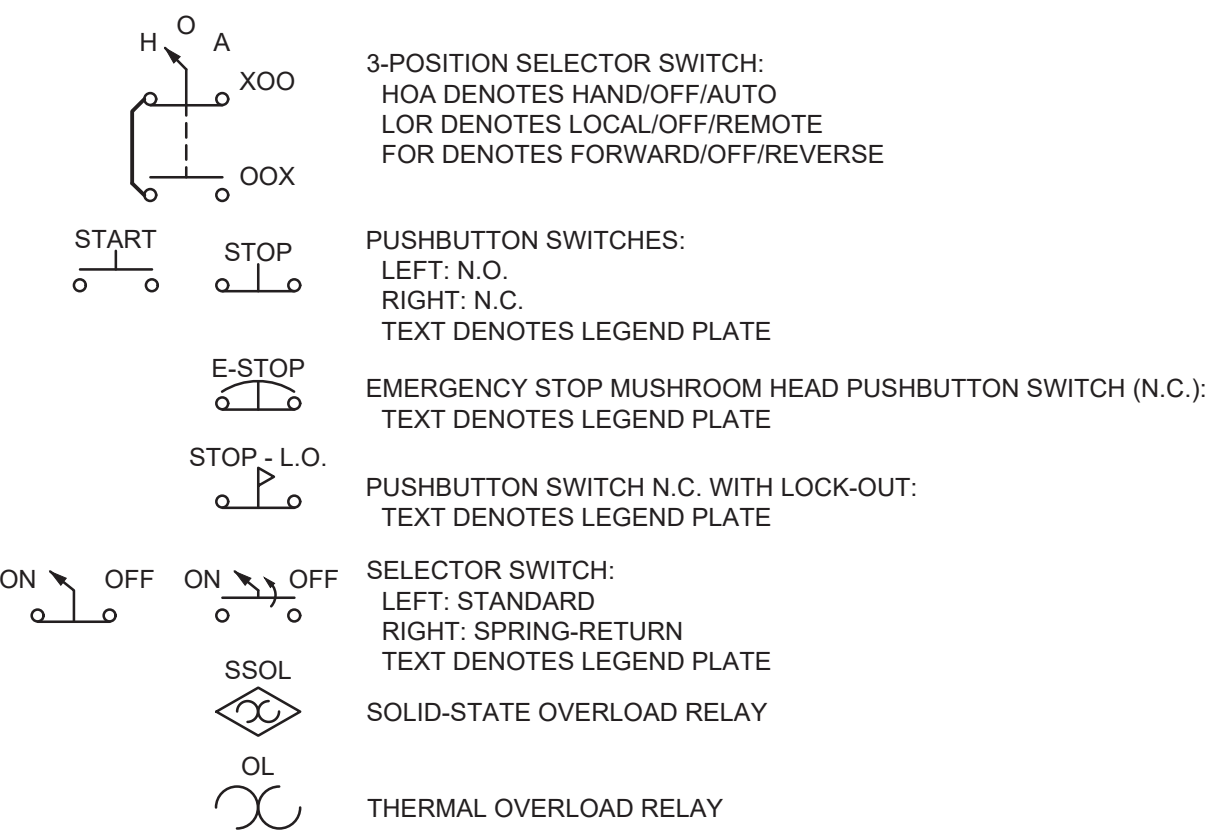 H O A
XOO
OOX
3-POSITION SELECTOR SWITCH:
HOA DENOTES HAND/OFF/AUTO
LOR DENOTES LOCAL/OFF/REMOTE
FOR DENOTES FORWARD/OFF/REVERSE
START STOP
PUSHBUTTON SWITCHES:
LEFT: N.O.
RIGHT: N.C.
TEXT DENOTES LEGEND PLATE
E-STOP
EMERGENCY STOP MUSHROOM HEAD PUSHBUTTON SWITCH (N.C.):
TEXT DENOTES LEGEND PLATE
STOP - L.O.
PUSHBUTTON SWITCH N.C. WITH LOCK-OUT:
TEXT DENOTES LEGEND PLATE
ON OFF ON OFF
SELECTOR SWITCH:
LEFT: STANDARD
RIGHT: SPRING-RETURN
TEXT DENOTES LEGEND PLATE
SSOL
SOLID-STATE OVERLOAD RELAY
OL
THERMAL OVERLOAD RELAY